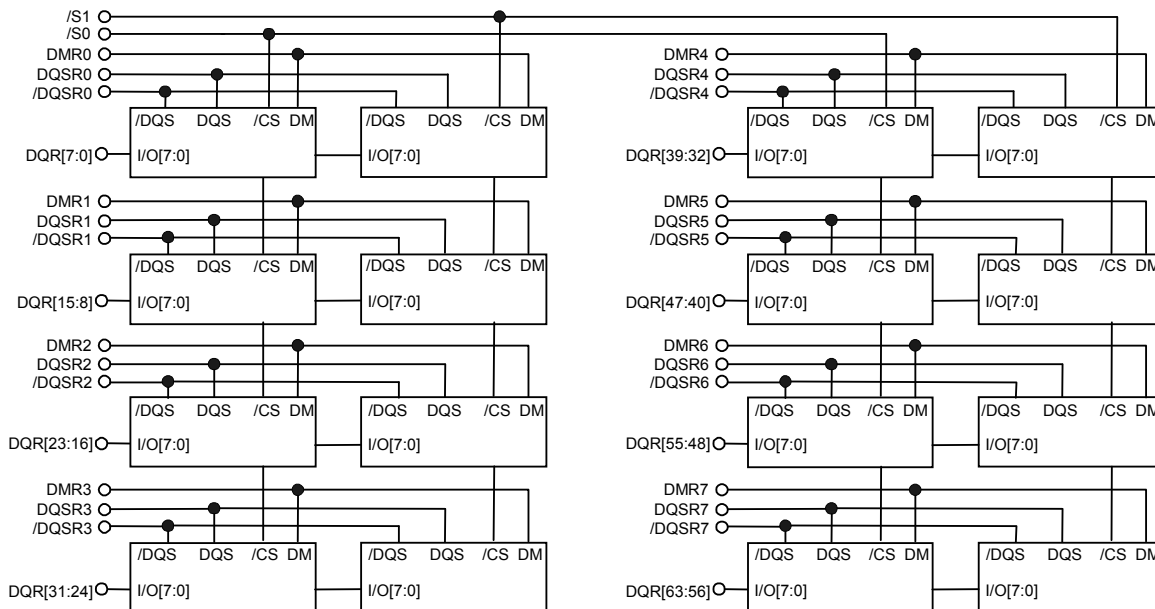 /S1
/S0
DMR0 DMR4
DQSR0 DQSR4
/DQSR0 /DQSR4
/DQS DQS /CS DM /DQS DQS /CS DM /DQS DQS /CS DM /DQS DQS /CS DM
DQR[7:0] I/O[7:0] I/O[7:0] DQR[39:32] I/O[7:0] I/O[7:0]
DMR1 DMR5
DQSR1 DQSR5
/DQSR1 /DQSR5
/DQS DQS /CS DM /DQS DQS /CS DM /DQS DQS /CS DM /DQS DQS /CS DM
DQR[15:8] I/O[7:0] I/O[7:0] DQR[47:40] I/O[7:0] I/O[7:0]
DMR2 DMR6
DQSR2 DQSR6
/DQSR2 /DQSR6
/DQS DQS /CS DM /DQS DQS /CS DM /DQS DQS /CS DM /DQS DQS /CS DM
DQR[23:16] I/O[7:0] I/O[7:0] DQR[55:48] I/O[7:0] I/O[7:0]
DMR3 DMR7
DQSR3 DQSR7
/DQSR3 /DQSR7
/DQS DQS /CS DM /DQS DQS /CS DM /DQS DQS /CS DM /DQS DQS /CS DM
DQR[31:24] I/O[7:0] I/O[7:0] DQR[63:56] I/O[7:0] I/O[7:0]